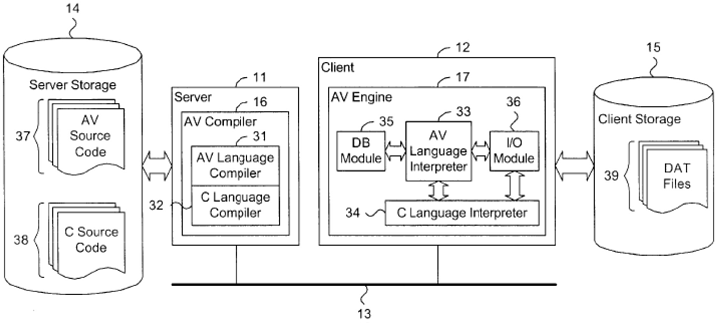 14
12
15
Server Storage
37
AV
Source
Code
38
C Source
Code
11
Server
16
AV Compiler
31
AV Language
Compiler
32
C Language
Compiler
Client
17
AV Engine
35
DB
Module
33
AV
Language
Interpreter
36
I/O
Module
34
C Language Interpreter
Client Storage
39
DAT
Files
13